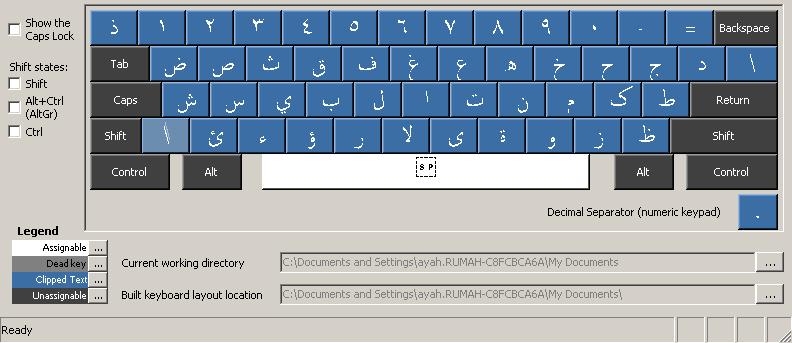 Show the Caps Lock
Shift states:
Shift
Alt+Ctrl (AltGr)
Ctrl
ذ ١ ٢ ٣ ٤ ٥ ٦ ٧ ٨ ٩ ٠ - = Backspace
Tab ض ص ث ق ف غ ع ه خ ح ج د \
Caps ش س ي ب ل ا ت ن م ك ط Return
Shift ئ ء ؤ ر لا ى ة و ز ظ Shift
Control Alt SP Alt Control
Decimal Separator (numeric keypad) .
Legend
Assignable ...
Dead key ...
Clipped Text ...
Unassignable ...
Current working directory C:\Documents and Settings\ayah.RUMAH-C8FCBCA6A\My Documents ...
Built keyboard layout location C:\Documents and Settings\ayah.RUMAH-C8FCBCA6A\My Documents\ ...
Ready